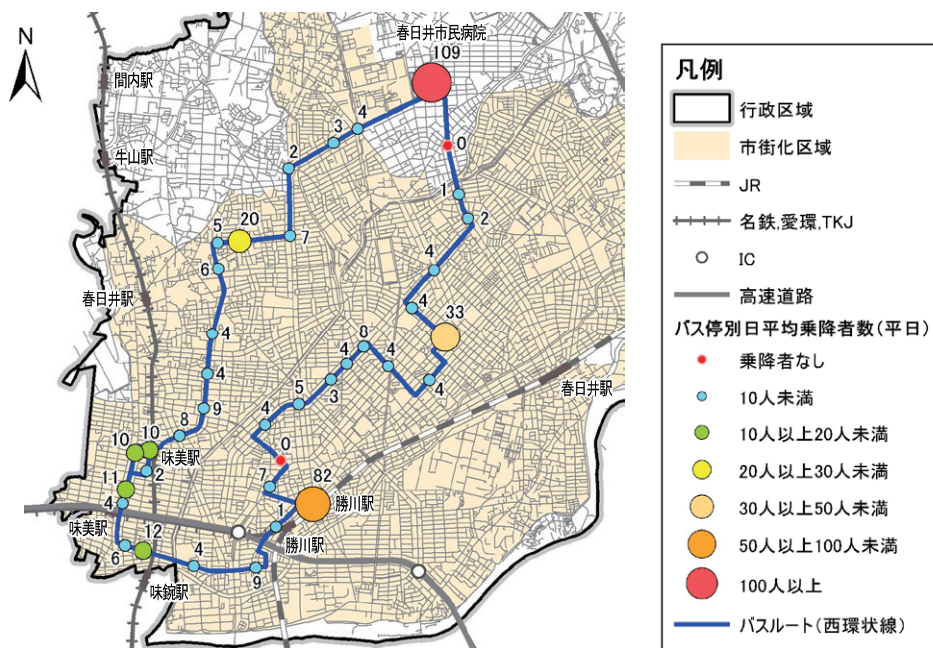 N
春日井市民病院
109
間内駅
4
3
0
牛山駅
2
1
2
20
5
7
6
4
春日井駅
4
33
4
8
4
4
春日井駅
4
3
4
9
5
8
4
10
10
味美駅
0
2
11
7
82
4
勝川駅
味美駅
1
12
勝川駅
6
4
9
味鋺駅
凡例
行政区域
市街化区域
JR
名鉄,愛環,TKJ
IC
高速道路
バス停別日平均乗降者数(平日)
乗降者なし
10人未満
10人以上20人未満
20人以上30人未満
30人以上50人未満
50人以上100人未満
100人以上
バスルート(西環状線)